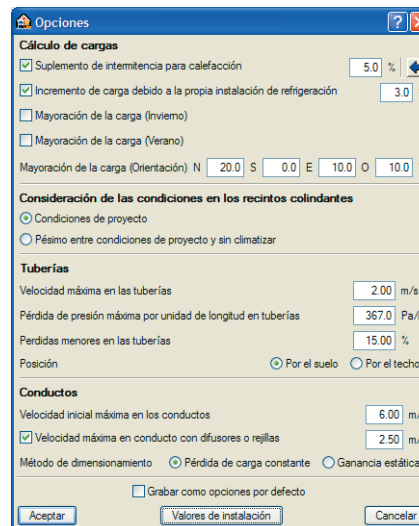 Opciones
Cálculo de cargas
Suplemento de intermitencia para calefacción 5.0 %
Incremento de carga debido a la propia instalación de refrigeración 3.0
Mayoración de la carga (Invierno)
Mayoración de la carga (Verano)
Mayoración de la carga (Orientación) N 20.0 S 0.0 E 10.0 O 10.0
Consideración de las condiciones en los recintos colindantes
Condiciones de proyecto
Pésimo entre condiciones de proyecto y sin climatizar
Tuberías
Velocidad máxima en las tuberías 2.00 m/s
Pérdida de presión máxima por unidad de longitud en tuberías 367.0 Pa/
Perdidas menores en las tuberías 15.00 %
Posición Por el suelo Por el techo
Conductos
Velocidad inicial máxima en los conductos 6.00 m/
Velocidad máxima en conducto con difusores o rejillas 2.50 m/
Método de dimensionamiento Pérdida de carga constante Ganancia estática
Grabar como opciones por defecto
Aceptar Valores de instalación Cancelar